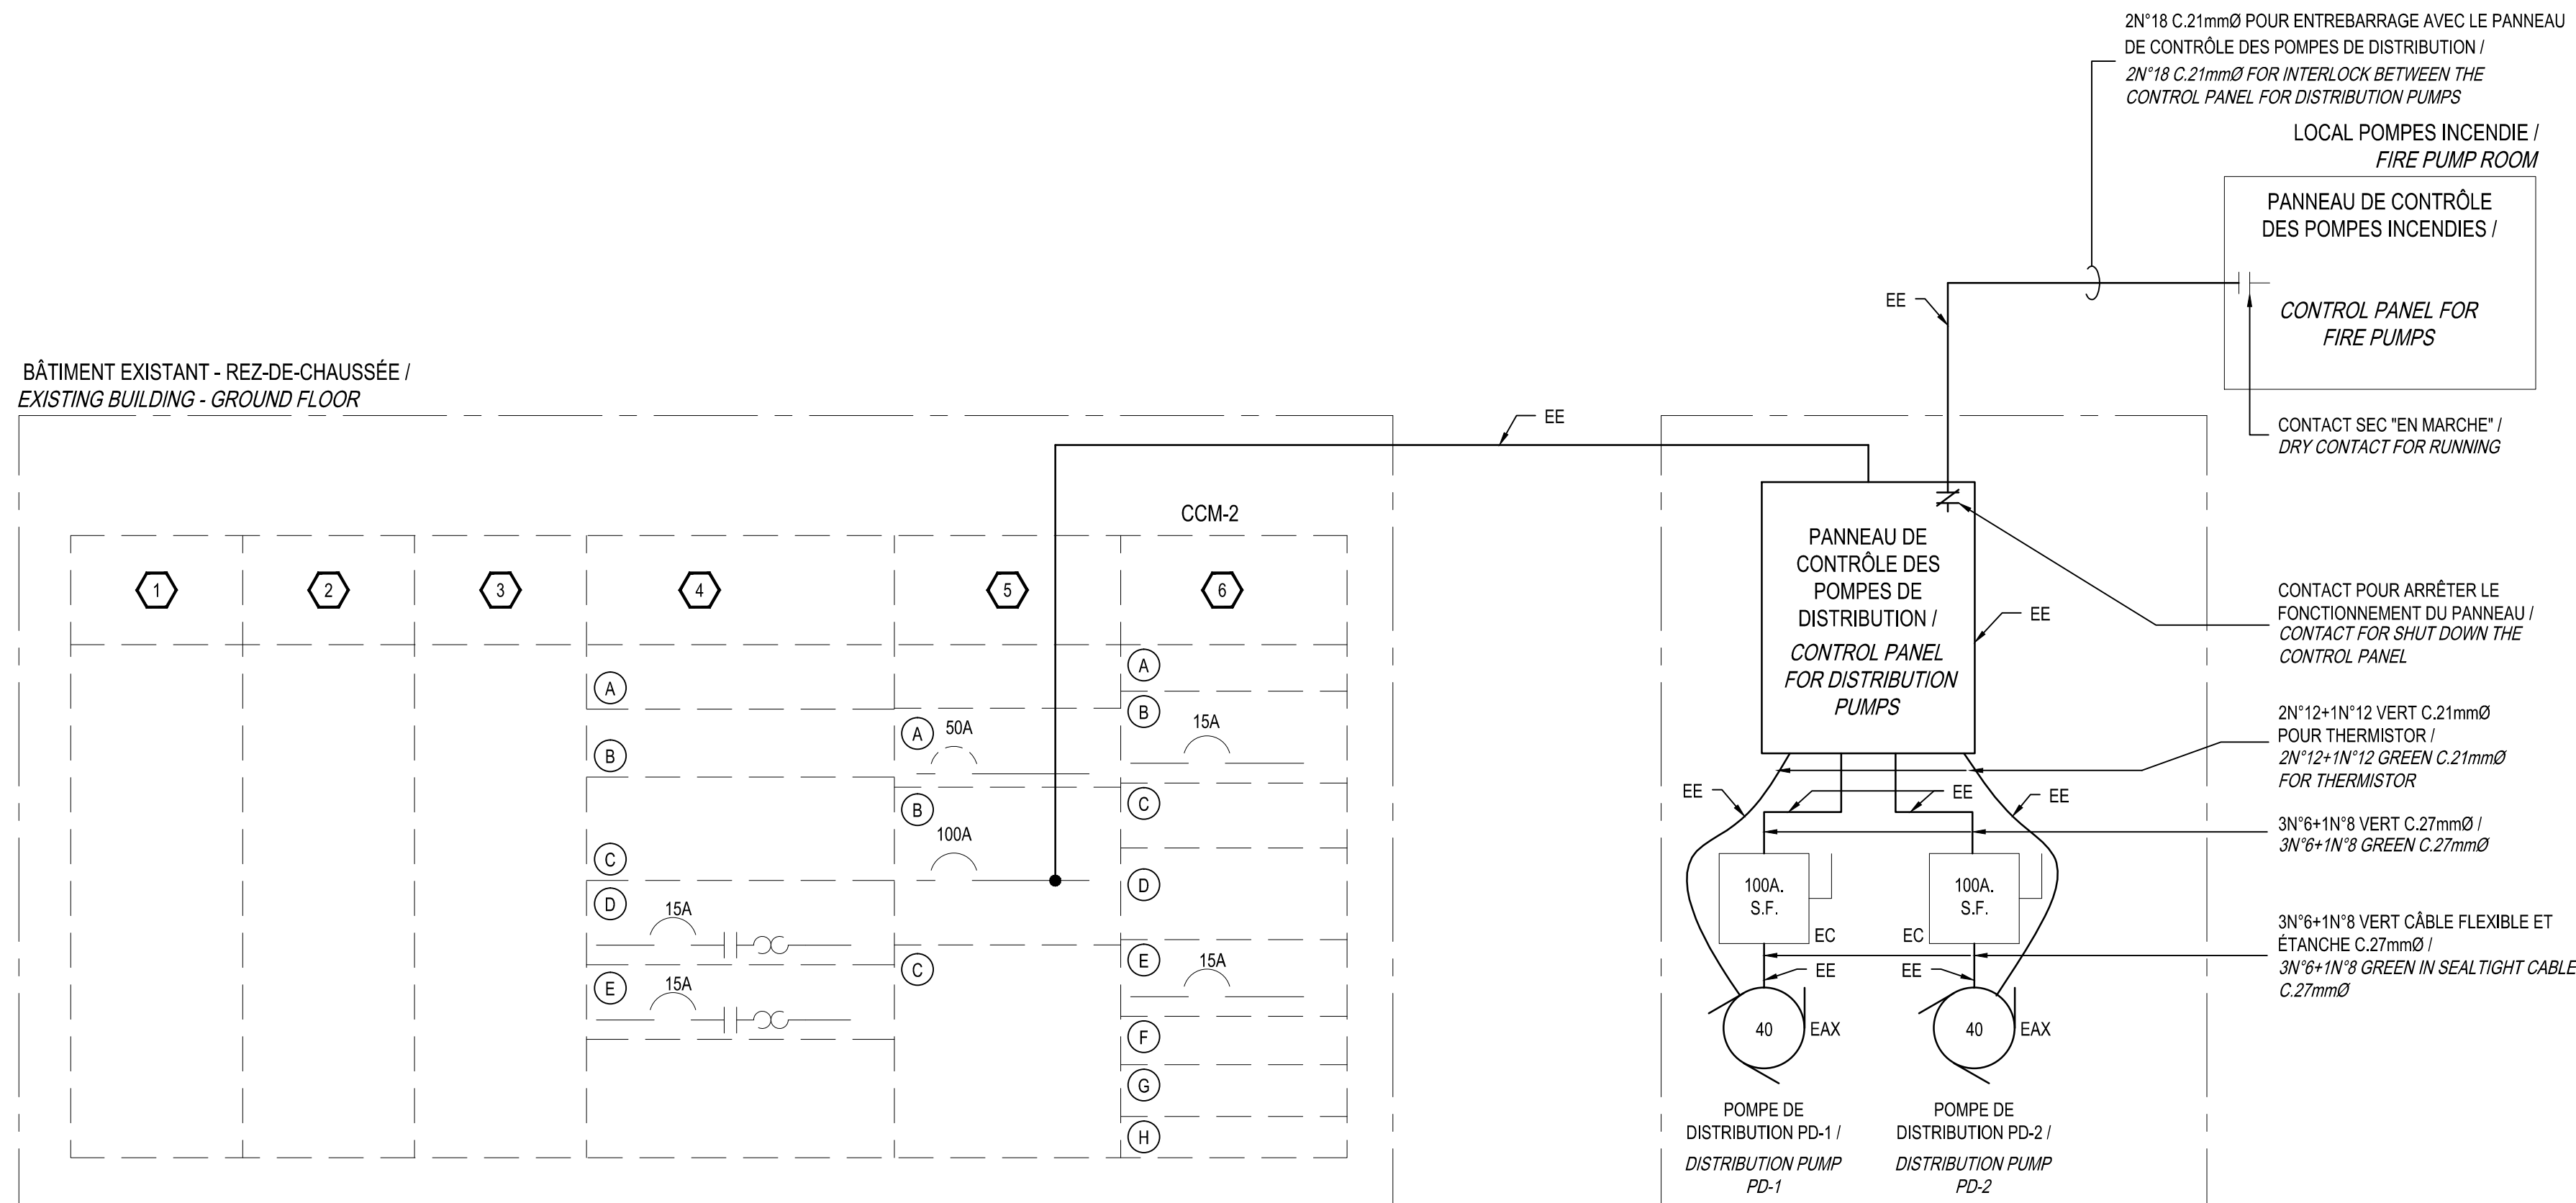 2N°18 C.21mmØ POUR ENTREBARRAGE AVEC LE PANNEAU
DE CONTRÔLE DES POMPES DE DISTRIBUTION /
2N°18 C.21mmØ FOR INTERLOCK BETWEEN THE
CONTROL PANEL FOR DISTRIBUTION PUMPS
LOCAL POMPES INCENDIE /
FIRE PUMP ROOM
PANNEAU DE CONTRÔLE
DES POMPES INCENDIES /
CONTROL PANEL FOR
FIRE PUMPS
EE
CONTACT SEC "EN MARCHE" /
DRY CONTACT FOR RUNNING
BÂTIMENT EXISTANT - REZ-DE-CHAUSSÉE /
EXISTING BUILDING - GROUND FLOOR
EE
CCM-2
1
2
3
4
5
6
A
B
C
D
15A
E
15A
A
50A
B
100A
C
A
B
15A
C
D
E
15A
F
G
H
PANNEAU DE
CONTRÔLE DES
POMPES DE
DISTRIBUTION /
CONTROL PANEL
FOR DISTRIBUTION
PUMPS
EE
CONTACT POUR ARRÊTER LE
FONCTIONNEMENT DU PANNEAU /
CONTACT FOR SHUT DOWN THE
CONTROL PANEL
2N°12+1N°12 VERT C.21mmØ
POUR THERMISTOR /
2N°12+1N°12 GREEN C.21mmØ
FOR THERMISTOR
EE
EE
EE
3N°6+1N°8 VERT C.27mmØ /
3N°6+1N°8 GREEN C.27mmØ
100A.
S.F.
100A.
S.F.
EC
EC
3N°6+1N°8 VERT CÂBLE FLEXIBLE ET
ÉTANCHE C.27mmØ /
3N°6+1N°8 GREEN IN SEALTIGHT CABLE
C.27mmØ
EE
EE
40
EAX
40
EAX
POMPE DE
DISTRIBUTION PD-1 /
DISTRIBUTION PUMP
PD-1
POMPE DE
DISTRIBUTION PD-2 /
DISTRIBUTION PUMP
PD-2